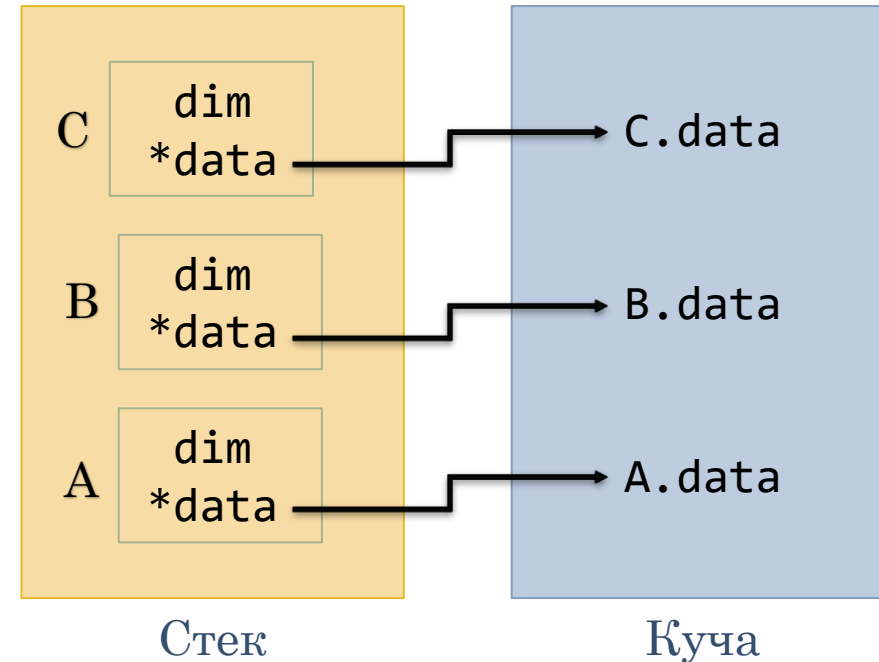 C
dim
*data
C.data
B
dim
*data
B.data
A
dim
*data
A.data
Стек
Куча